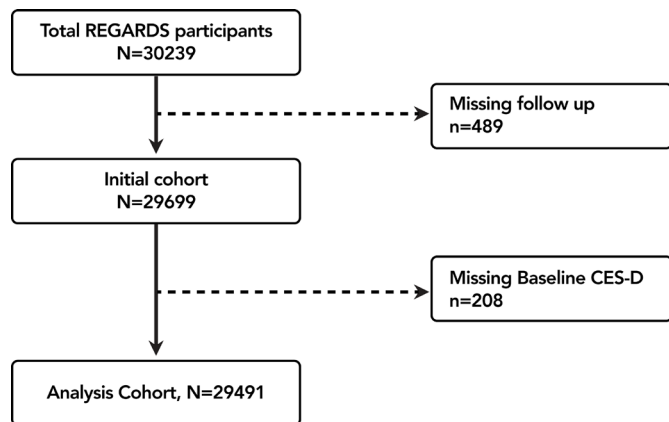 Total REGARDS participants
N=30239
Missing follow up
n=489
Initial cohort
N=29699
Missing Baseline CES-D
n=208
Analysis Cohort, N=29491